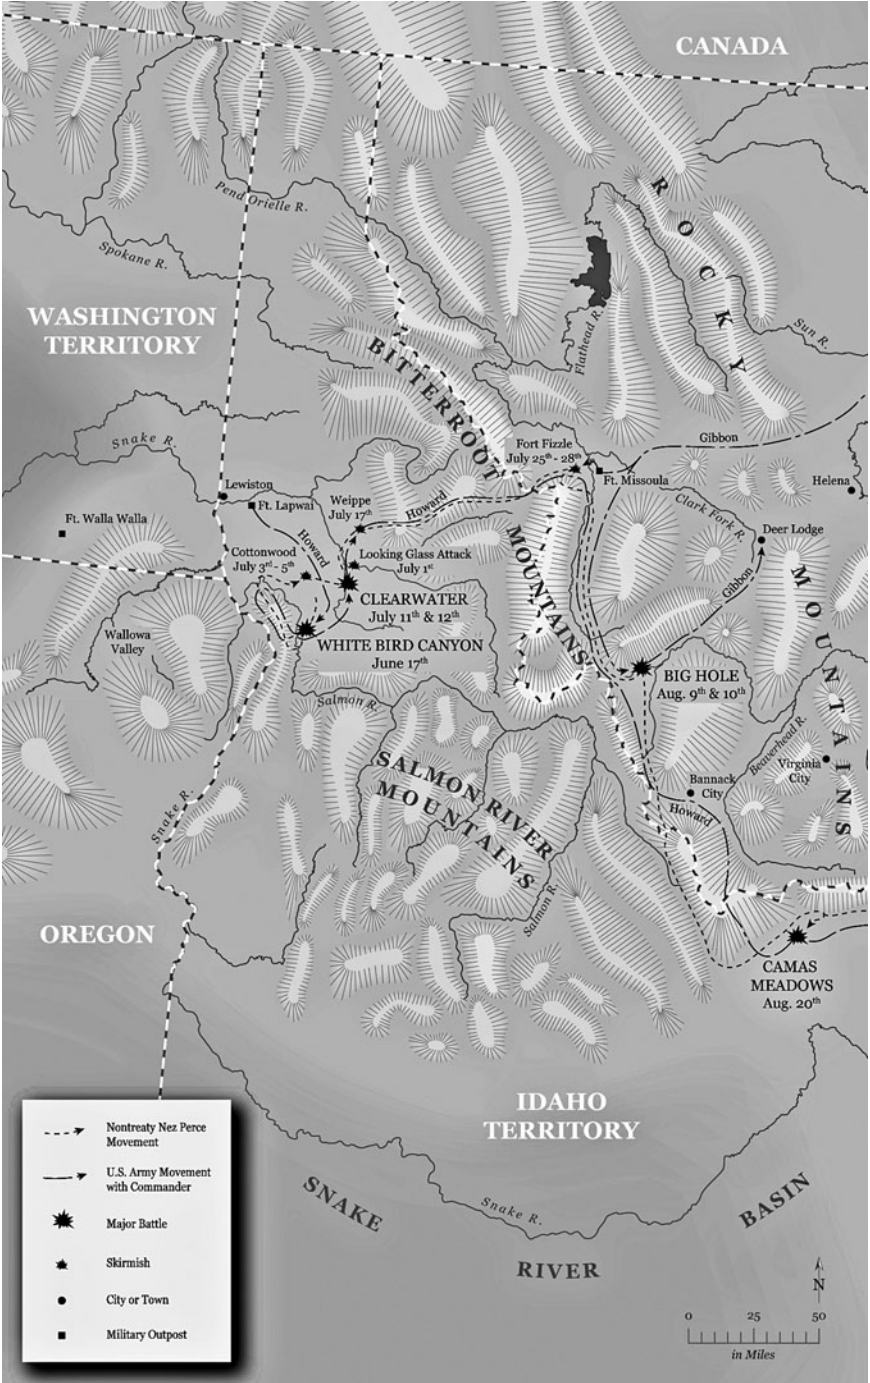 CANADA
ROCKY
Pend Orielle R.
Spokane R.
WASHINGTON
TERRITORY
Flathead R.
Sun R.
BITTERROOT
Snake R.
Fort Fizzle
July 25th - 28th
Gibbon
Ft. Missoula
Helena
Lewiston
Ft. Lapwai
Weippe
July 17th
Howard
Clark Fork R.
Deer Lodge
Ft. Walla Walla
Howard
Cottonwood
July 3rd - 5th
Looking Glass Attack
July 1st
MOUNTAINS
Gibbon
MOUNTAINS
CLEARWATER
July 11th & 12th
Wallowa
Valley
WHITE BIRD CANYON
June 17th
BIG HOLE
Aug. 9th & 10th
Salmon R.
Beaverhead R.
Virginia
City
SALMON RIVER
MOUNTAINS
Bannack
City
Howard
Snake R.
Salmon R.
OREGON
CAMAS
MEADOWS
Aug. 20th
IDAHO
TERRITORY
SNAKE
RIVER
BASIN
Snake R.
Nontreaty Nez Perce
Movement
U.S. Army Movement
with Commander
Major Battle
Skirmish
City or Town
Military Outpost
N
0 25 50
in Miles